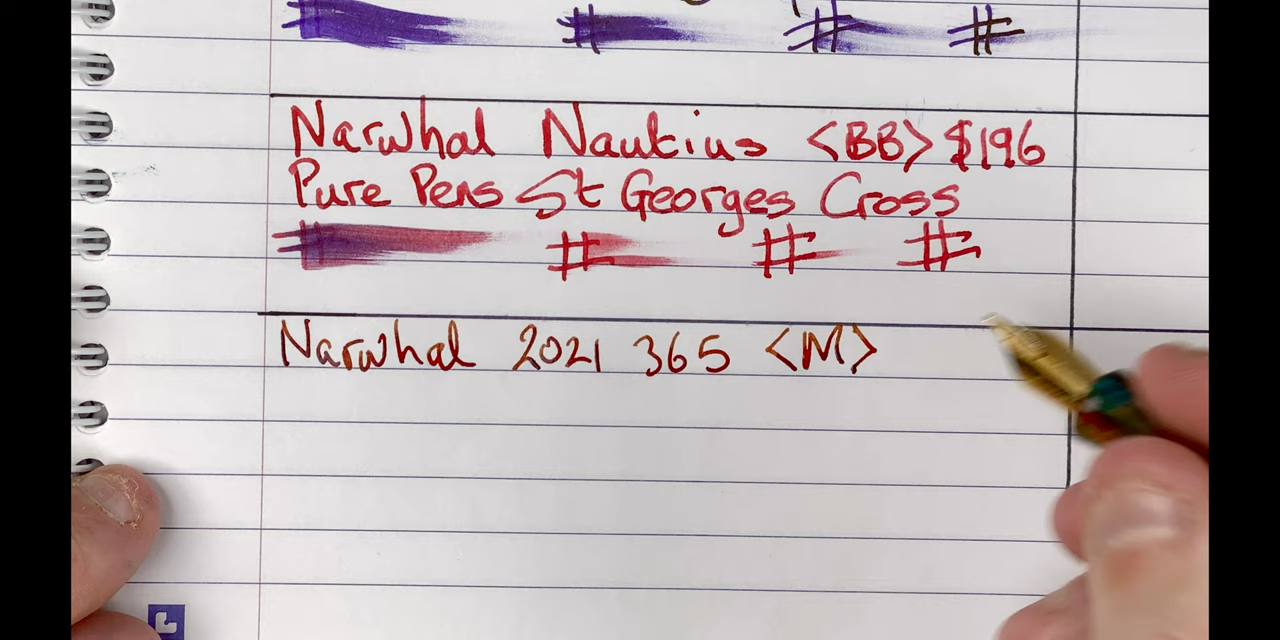 Narwhal Nautius <BB> $196
Pure Pens St Georges Cross
# # # #
Narwhal 2021 365 <M>